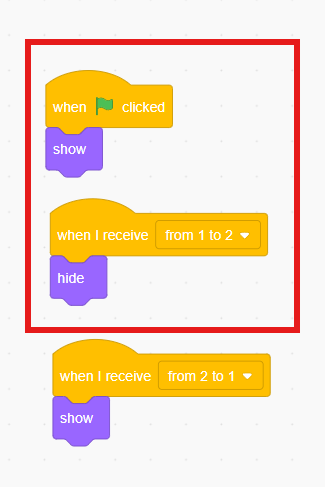 when clicked
show
when I receive from 1 to 2
hide
when I receive from 2 to 1
show